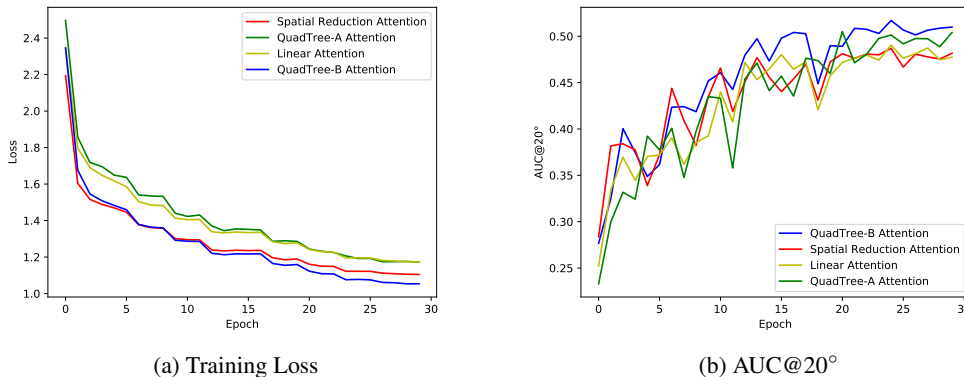 2.4
2.2
2.0
1.8
1.6
1.4
1.2
1.0
Loss
0 5 10 15 20 25 30
Epoch
Spatial Reduction Attention
QuadTree-A Attention
Linear Attention
QuadTree-B Attention
(a) Training Loss
0.50
0.45
0.40
0.35
0.30
0.25
AUC@20°
0 5 10 15 20 25 30
Epoch
QuadTree-B Attention
Spatial Reduction Attention
Linear Attention
QuadTree-A Attention
(b) AUC@20°